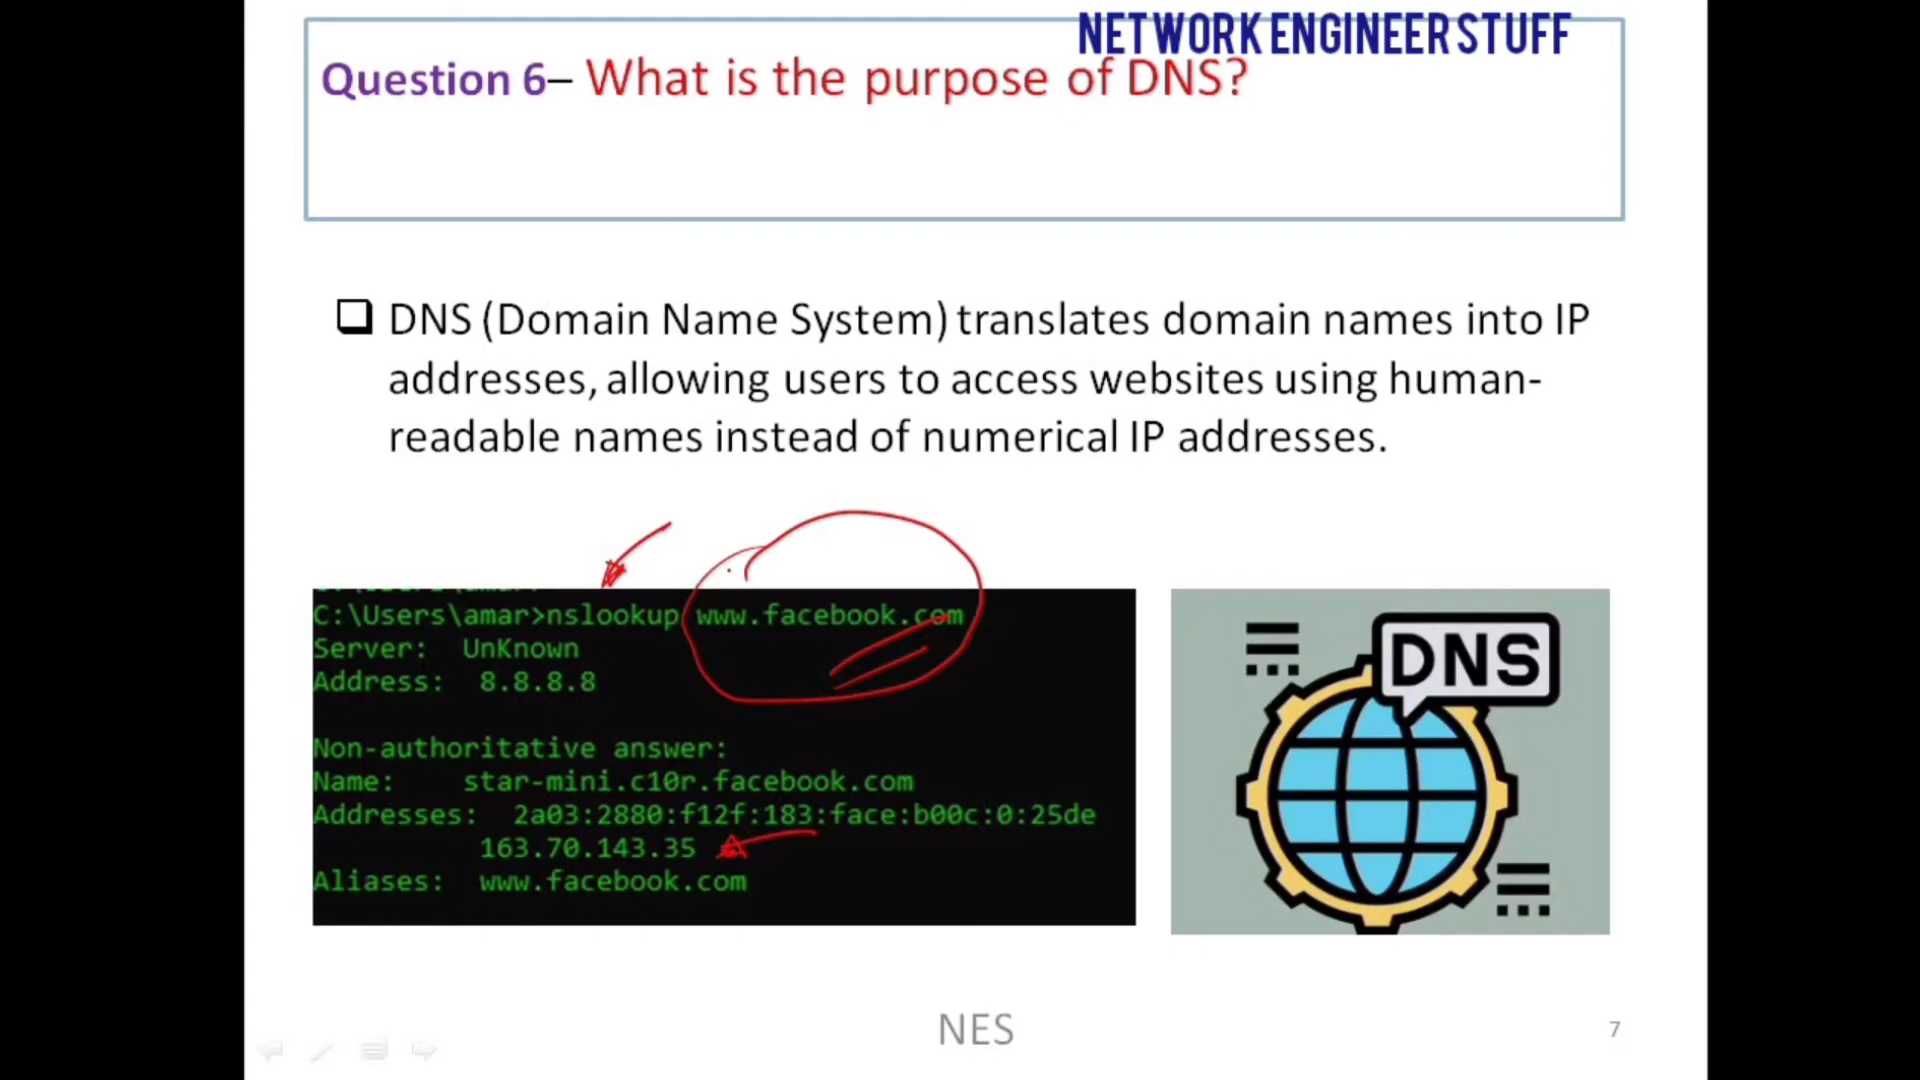 NETWORK ENGINEER STUFF
Question 6– What is the purpose of DNS?
DNS (Domain Name System) translates domain names into IP
addresses, allowing users to access websites using human-
readable names instead of numerical IP addresses.
C:\Users\amar>nslookup www.facebook.com
Server: UnKnown
Address: 8.8.8.8
Non-authoritative answer:
Name: star-mini.c10r.facebook.com
Addresses: 2a03:2880:f12f:183:face:b00c:0:25de
163.70.143.35
Aliases: www.facebook.com
DNS
NES
7